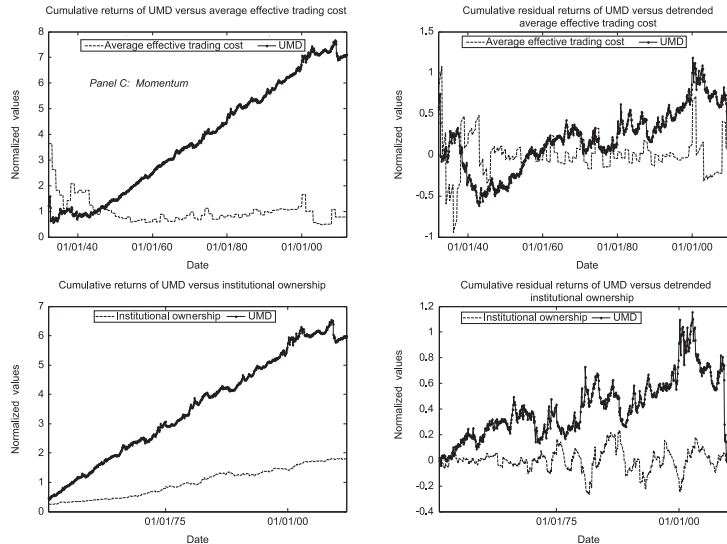 Cumulative returns of UMD versus average effective trading cost
8
7
6
5
4
3
2
1
0
Normalized values
Average effective trading cost
UMD
Panel C: Momentum
01/01/40
01/01/60
01/01/80
01/01/00
Date
Cumulative residual returns of UMD versus detrended
average effective trading cost
1.5
1
0.5
0
-0.5
-1
Normalized values
Average effective trading cost
UMD
01/01/40
01/01/60
01/01/80
01/01/00
Date
Cumulative returns of UMD versus institutional ownership
7
6
5
4
3
2
1
0
Normalized values
Institutional ownership
UMD
01/01/75
01/01/00
Date
Cumulative residual returns of UMD versus detrended
institutional ownership
1.2
1
0.8
0.6
0.4
0.2
0
-0.2
-0.4
Normalized values
Institutional ownership
UMD
01/01/75
01/01/00
Date